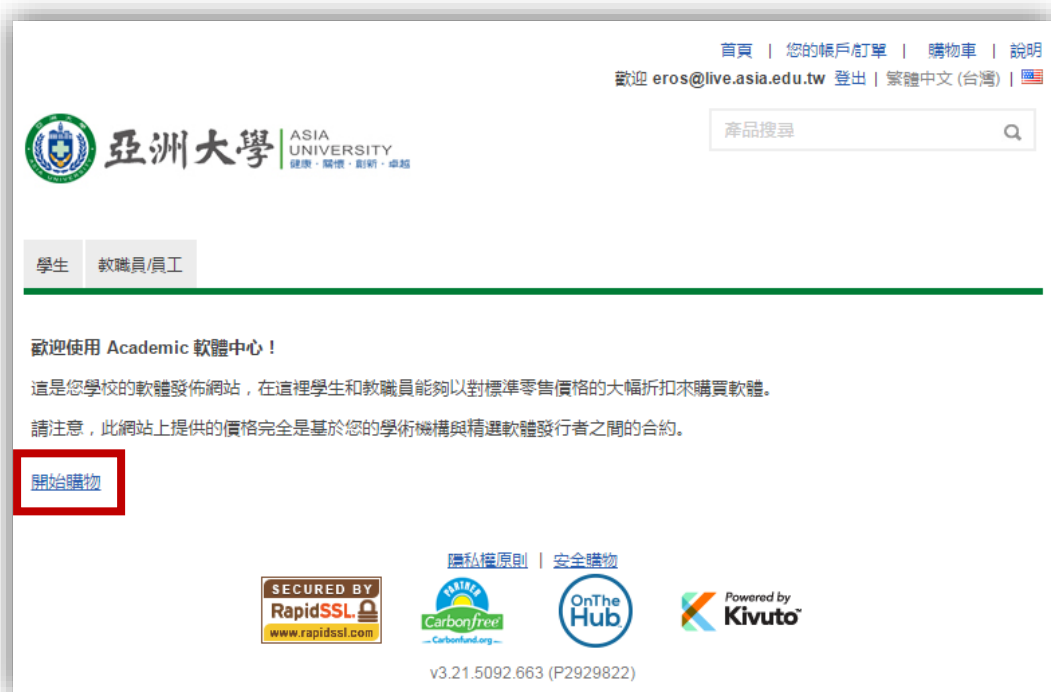 首頁 | 您的帳戶/訂單 | 購物車 | 說明
歡迎 eros@live.asia.edu.tw 登出 | 繁體中文 (台灣) |
產品搜尋
亞洲大學
ASIA
UNIVERSITY
健康 · 關懷 · 創新 · 卓越
學生 教職員/員工
歡迎使用 Academic 軟體中心！
這是您學校的軟體發佈網站，在這裡學生和教職員能夠以對標準零售價格的大幅折扣來購買軟體。
請注意，此網站上提供的價格完全是基於您的學術機構與精選軟體發行者之間的合約。
開始購物
隱私權原則 | 安全購物
SECURED BY
RapidSSL.
www.rapidssl.com
PARTNER
Carbonfree®
Carbonfund.org
OnThe
Hub
Powered by
Kivuto™
v3.21.5092.663 (P2929822)